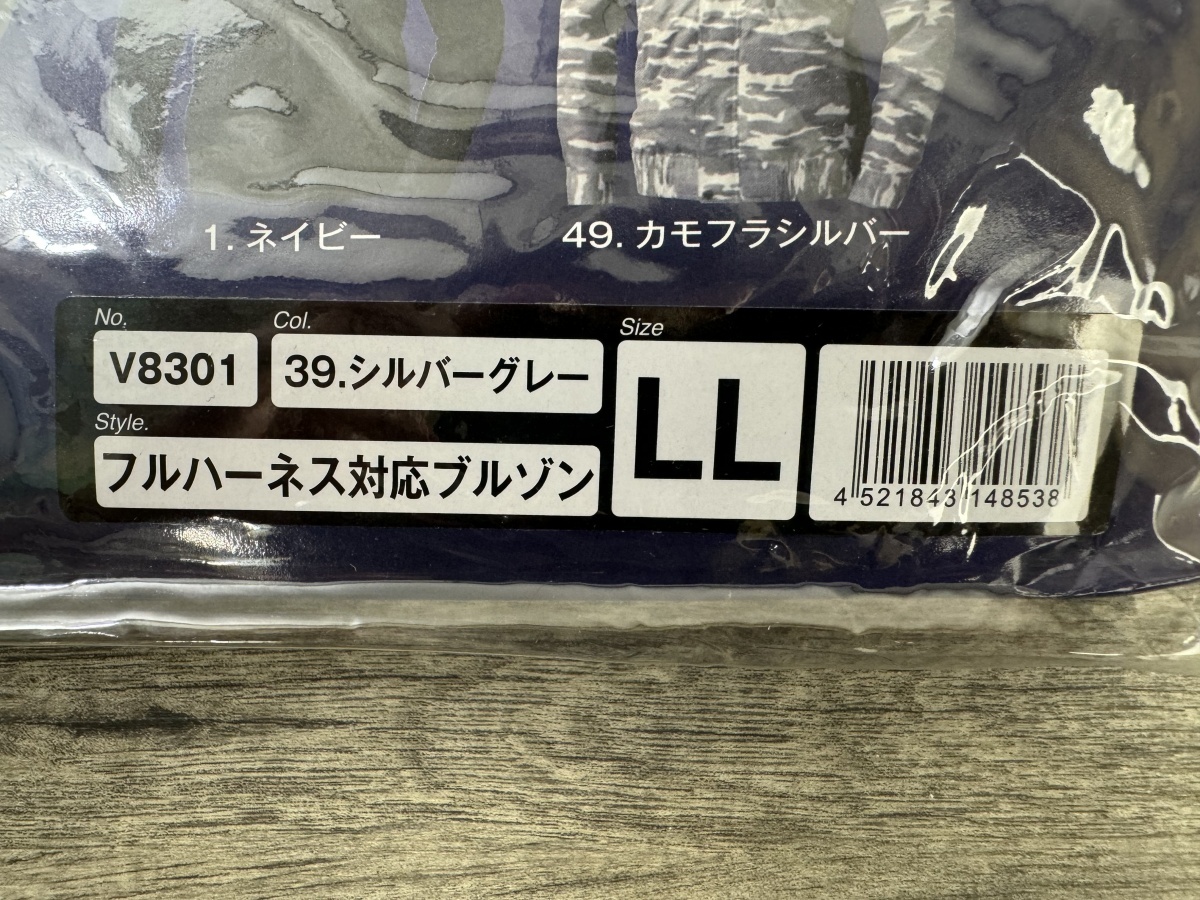 1. ネイビー
49. カモフラシルバー
No.
V8301
Col.
39.シルバーグレー
Size
LL
Style.
フルハーネス対応ブルゾン
4 521843 148538